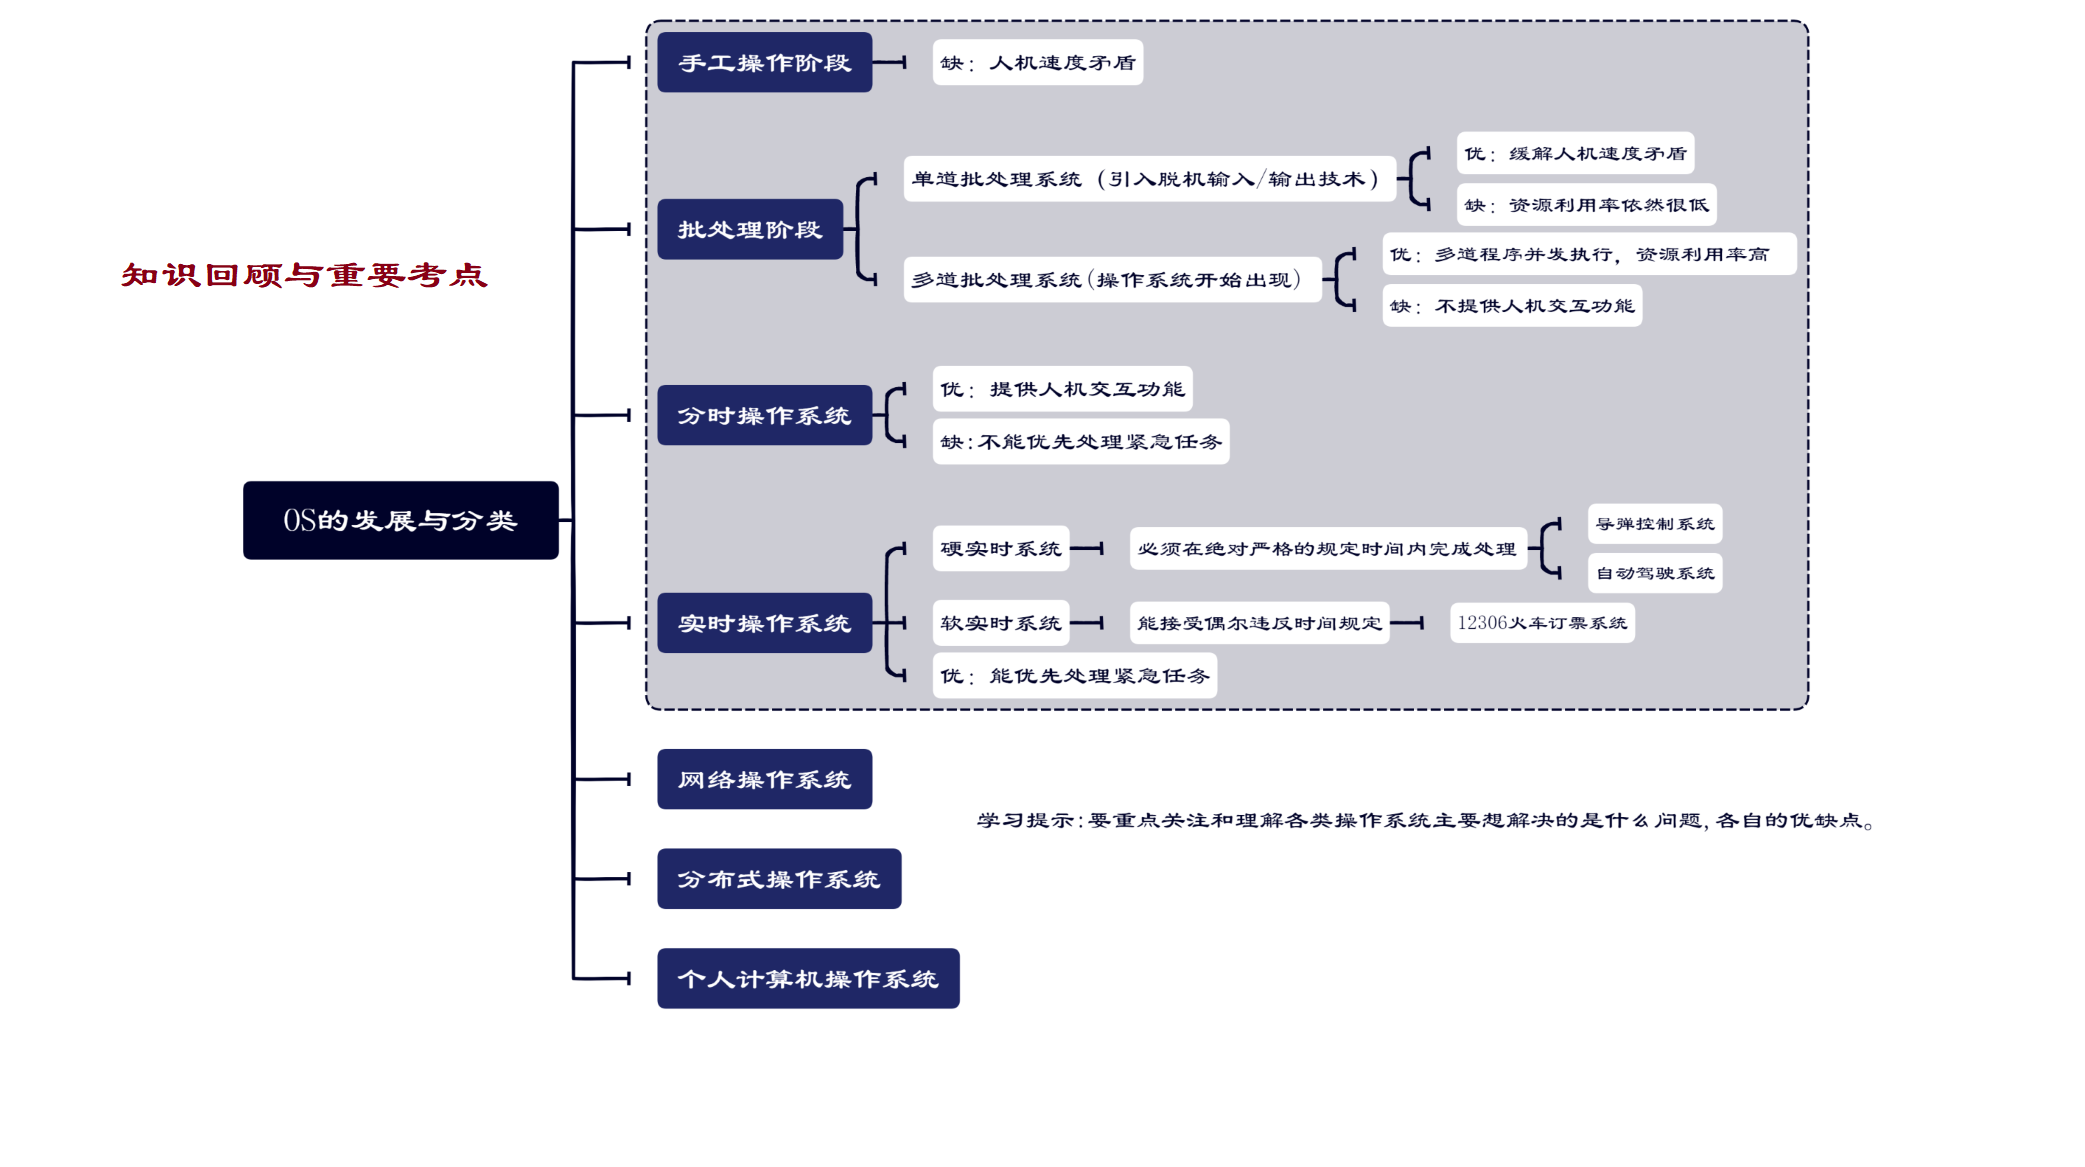 知识回顾与重要考点
OS的发展与分类
手工操作阶段
缺：人机速度矛盾
批处理阶段
单道批处理系统（引入脱机输入/输出技术）
优：缓解人机速度矛盾
缺：资源利用率依然很低
多道批处理系统(操作系统开始出现)
优：多道程序并发执行，资源利用率高
缺：不提供人机交互功能
分时操作系统
优：提供人机交互功能
缺:不能优先处理紧急任务
实时操作系统
硬实时系统
必须在绝对严格的规定时间内完成处理
导弹控制系统
自动驾驶系统
软实时系统
能接受偶尔违反时间规定
12306火车订票系统
优：能优先处理紧急任务
网络操作系统
分布式操作系统
个人计算机操作系统
学习提示:要重点关注和理解各类操作系统主要想解决的是什么问题,各自的优缺点。